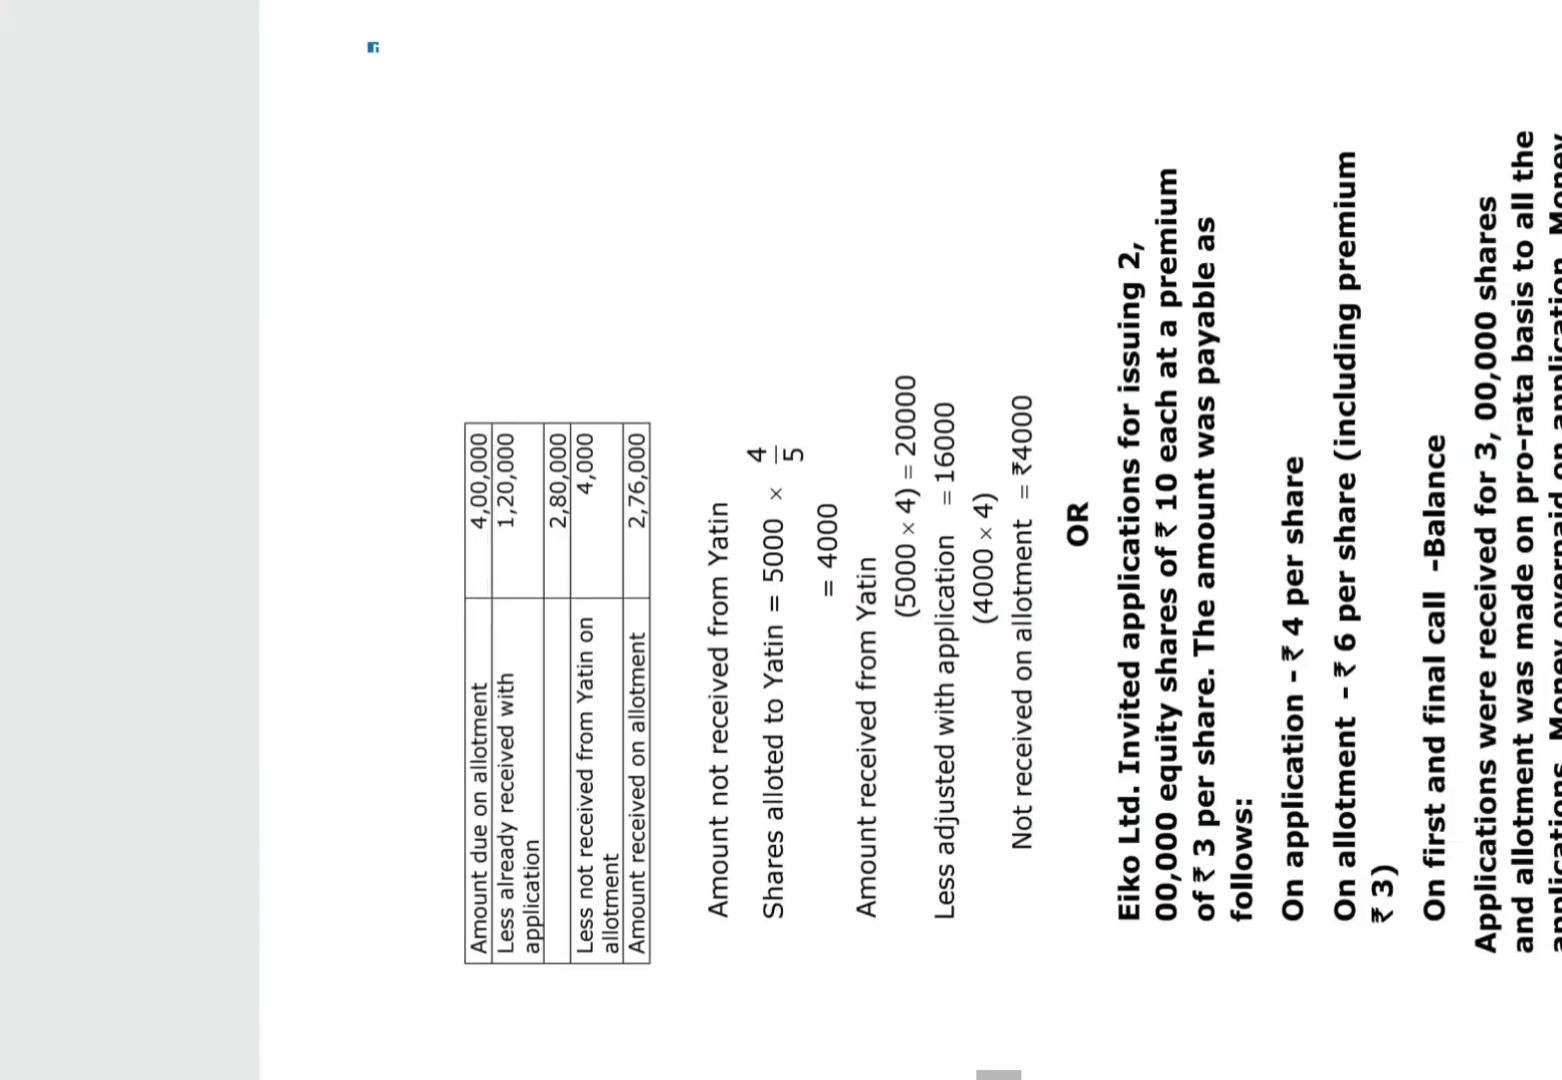 Amount due on allotment 4,00,000
Less already received with 1,20,000
application
2,80,000
Less not received from Yatin on 4,000
allotment
Amount received on allotment 2,76,000
Amount not received from Yatin
Shares alloted to Yatin = 5000 × 4/5
= 4000
Amount received from Yatin
(5000 × 4) = 20000
Less adjusted with application = 16000
(4000 × 4)
Not received on allotment = ₹4000
OR
Eiko Ltd. Invited applications for issuing 2,
00,000 equity shares of ₹ 10 each at a premium
of ₹ 3 per share. The amount was payable as
follows:
On application - ₹ 4 per share
On allotment - ₹ 6 per share (including premium
₹ 3)
On first and final call -Balance
Applications were received for 3, 00,000 shares
and allotment was made on pro-rata basis to all the
applications. Money overpaid on application. Money